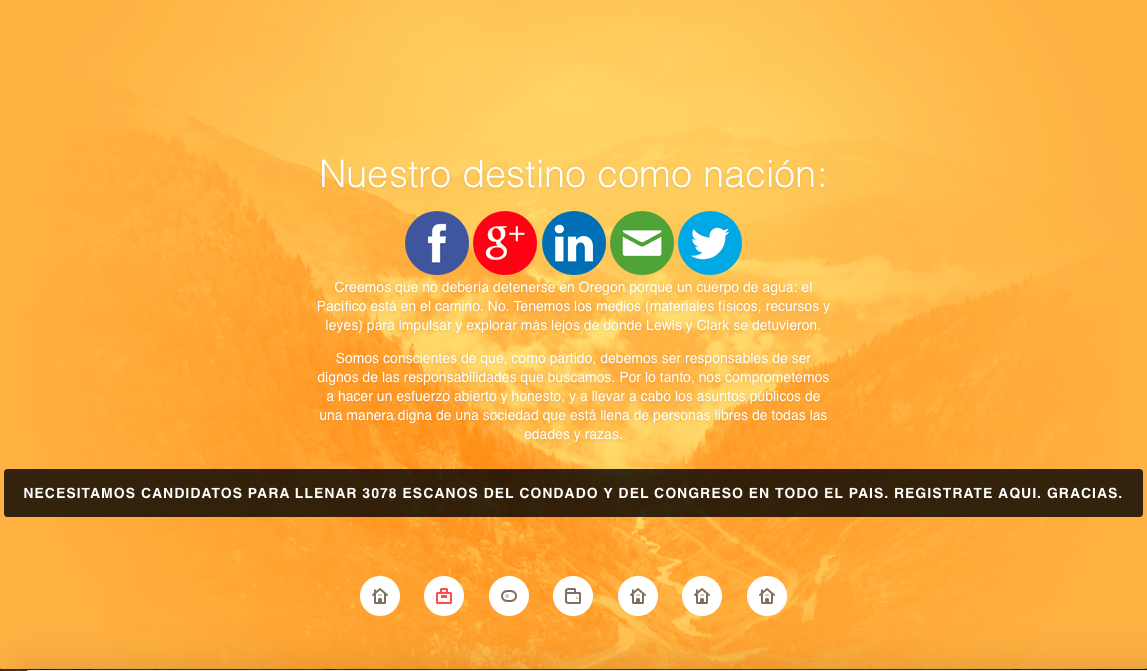 Nuestro destino como nación:
f g+ in
Creemos que no debería detenerse en Oregon porque un cuerpo de agua: el
Pacífico está en el camino. No. Tenemos los medios (materiales físicos, recursos y
leyes) para impulsar y explorar más lejos de donde Lewis y Clark se detuvieron.
Somos conscientes de que, como partido, debemos ser responsables de ser
dignos de las responsabilidades que buscamos. Por lo tanto, nos comprometemos
a hacer un esfuerzo abierto y honesto, y a llevar a cabo los asuntos públicos de
una manera digna de una sociedad que está llena de personas libres de todas las
edades y razas.
NECESITAMOS CANDIDATOS PARA LLENAR 3078 ESCANOS DEL CONDADO Y DEL CONGRESO EN TODO EL PAIS. REGISTRATE AQUI. GRACIAS.